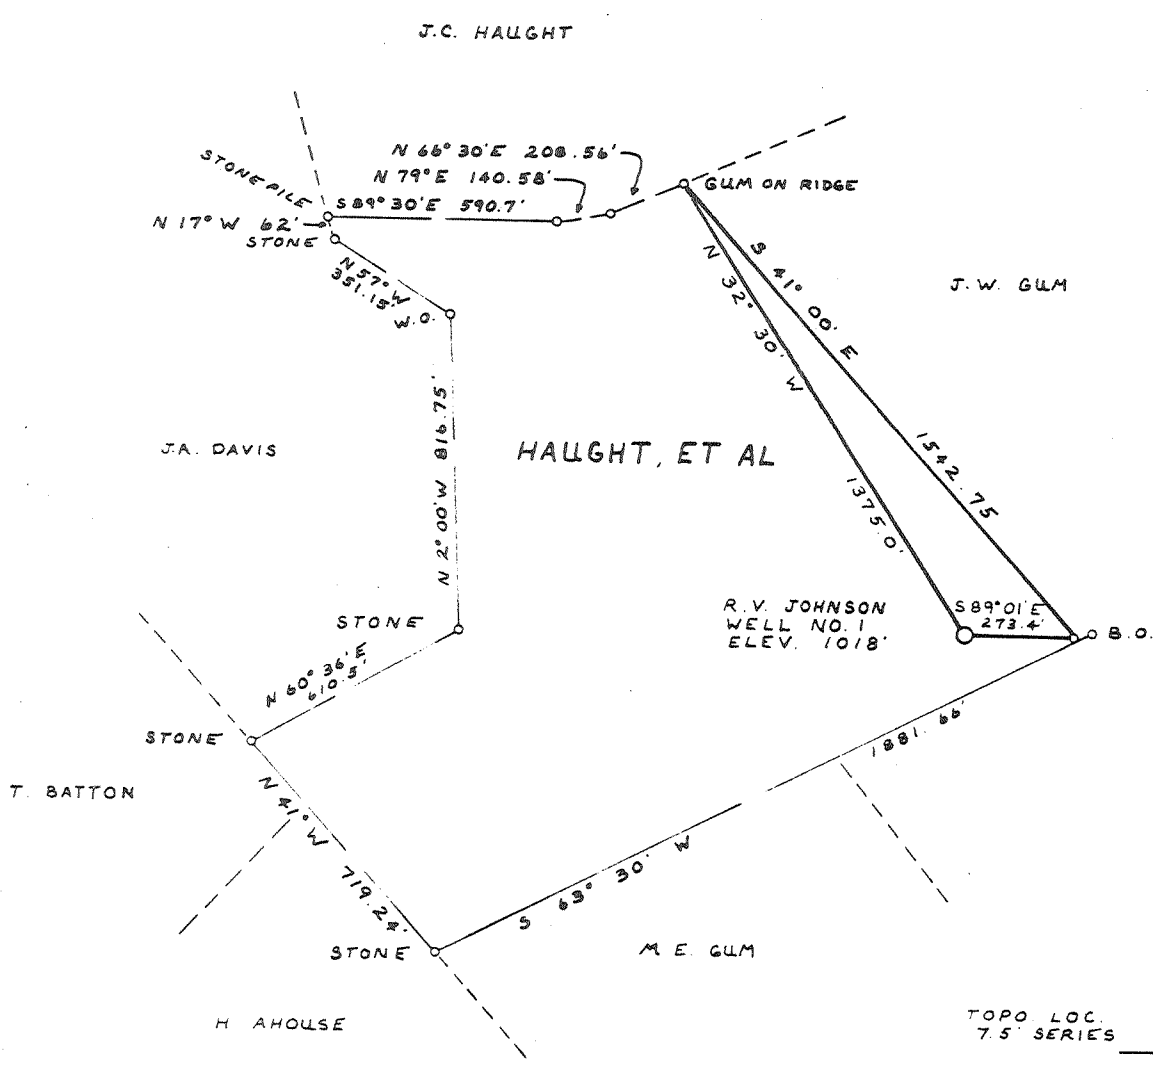 J.C. HAUGHT
N 66° 30'E 208.56'
N 79° E 140.58'
STONE PILE
S 89° 30'E 590.7'
GUM ON RIDGE
N 17° W 62'
STONE
N 57° W
351.15'
W.O.
N 32° 30' W
1375.0'
S 41° 00' E
1542.75
J. W. GUM
J.A. DAVIS
N 2° 00' W 816.75'
HAUGHT, ET AL
R.V. JOHNSON
WELL NO. 1
ELEV. 1018'
S 89° 01' E
273.4'
B.O.
STONE
N 60° 36' E
610.5'
STONE
T. BATTON
N 41° W 719.24'
S 63° 30' W
1881.66'
STONE
M E. GUM
H AHOUSE
TOPO LOC.
7.5' SERIES